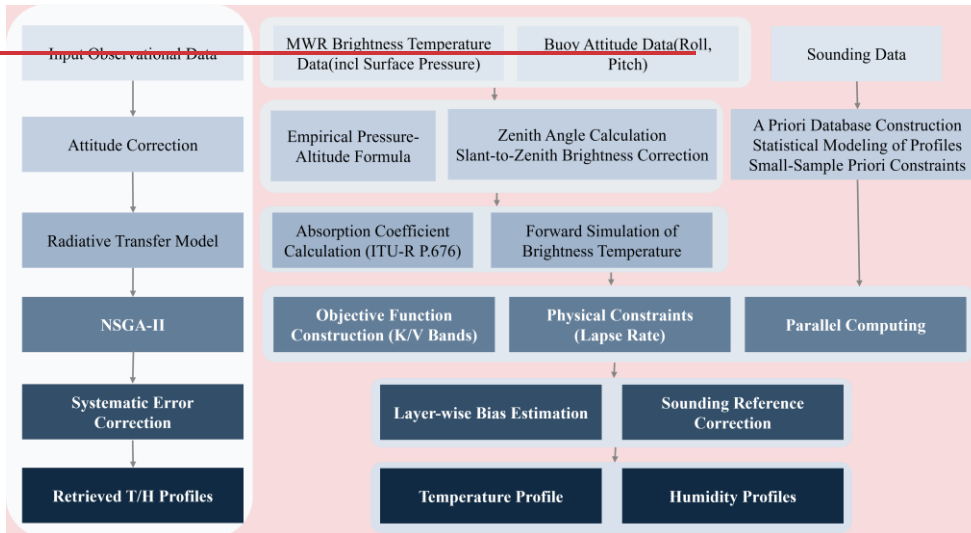 Input Observational Data
MWR Brightness Temperature
Data(incl Surface Pressure)
Buoy Attitude Data(Roll,
Pitch)
Sounding Data
Attitude Correction
Empirical Pressure-
Altitude Formula
Zenith Angle Calculation
Slant-to-Zenith Brightness Correction
A Priori Database Construction
Statistical Modeling of Profiles
Small-Sample Priori Constraints
Radiative Transfer Model
Absorption Coefficient
Calculation (ITU-R P.676)
Forward Simulation of
Brightness Temperature
NSGA-II
Objective Function
Construction (K/V Bands)
Physical Constraints
(Lapse Rate)
Parallel Computing
Systematic Error
Correction
Layer-wise Bias Estimation
Sounding Reference
Correction
Retrieved T/H Profiles
Temperature Profile
Humidity Profiles